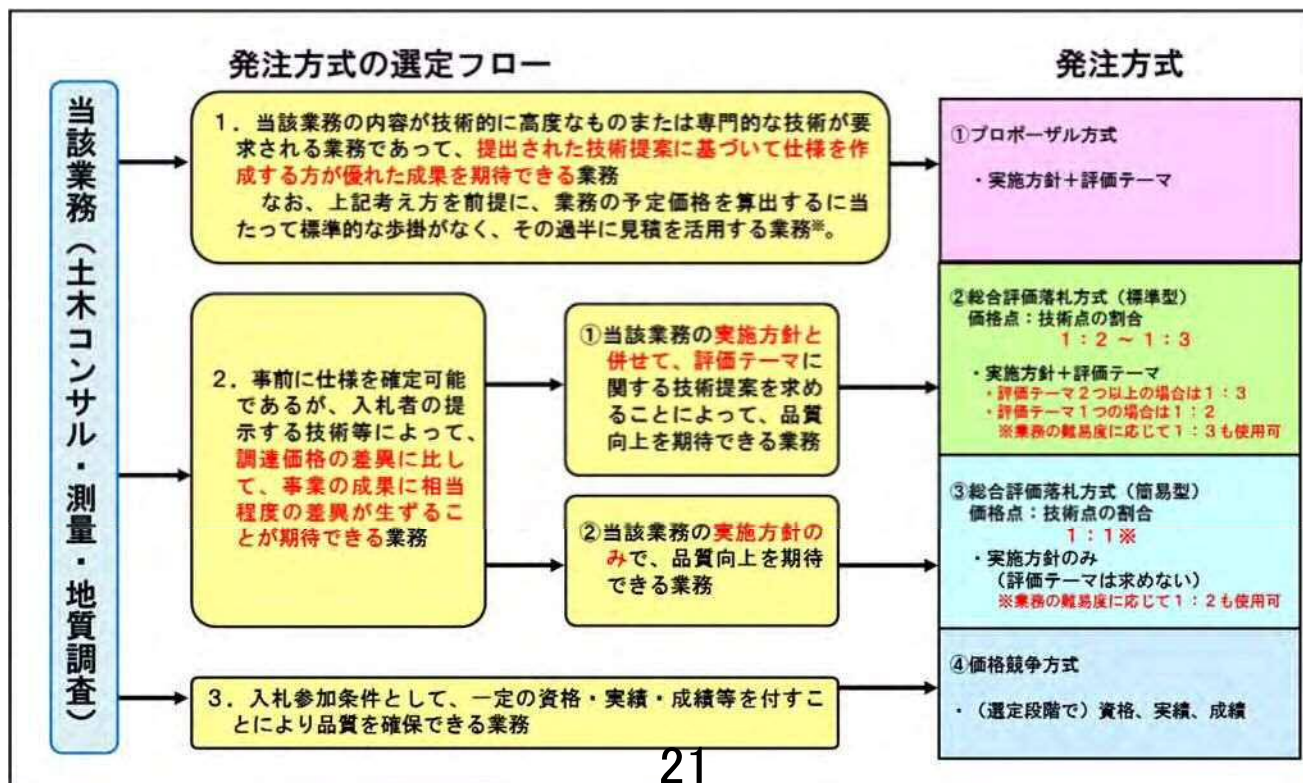 発注方式の選定フロー
発注方式
当該業務(土木コンサル・測量・地質調査)
1．当該業務の内容が技術的に高度なものまたは専門的な技術が要
求される業務であって、提出された技術提案に基づいて仕様を作
成する方が優れた成果を期待できる業務
なお、上記考え方を前提に、業務の予定価格を算出するに当
たって標準的な歩掛がなく、その過半に見積を活用する業務※。
①プロポーザル方式
・実施方針＋評価テーマ
2．事前に仕様を確定可能
であるが、入札者の提
示する技術等によって、
調達価格の差異に比し
て、事業の成果に相当
程度の差異が生ずるこ
とが期待できる業務
①当該業務の実施方針と
併せて、評価テーマに
関する技術提案を求め
ることによって、品質
向上を期待できる業務
②総合評価落札方式（標準型）
価格点：技術点の割合
1：2 ～ 1：3
・実施方針＋評価テーマ
・評価テーマ2つ以上の場合は1：3
・評価テーマ1つの場合は1：2
※業務の難易度に応じて1：3も使用可
②当該業務の実施方針の
みで、品質向上を期待
できる業務
③総合評価落札方式（簡易型）
価格点：技術点の割合
1：1※
・実施方針のみ
（評価テーマは求めない）
※業務の難易度に応じて1：2も使用可
3．入札参加条件として、一定の資格・実績・成績等を付すこ
とにより品質を確保できる業務
④価格競争方式
・（選定段階で）資格、実績、成績
21